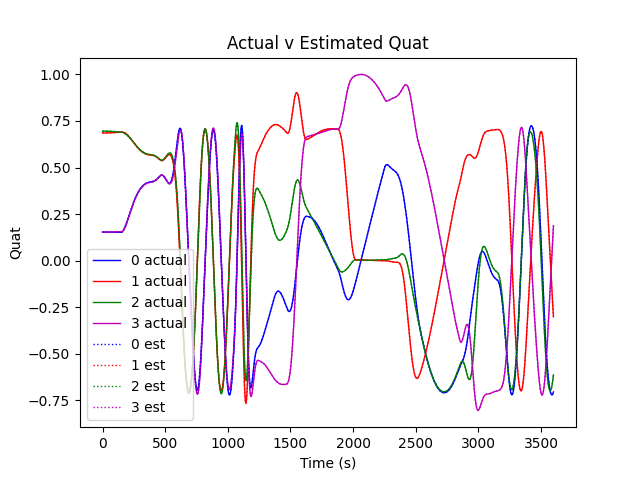 Actual v Estimated Quat
1.00
0.75
0.50
0.25
0.00
−0.25
−0.50
−0.75
Quat
0 actual
1 actual
2 actual
3 actual
0 est
1 est
2 est
3 est
0 500 1000 1500 2000 2500 3000 3500
Time (s)